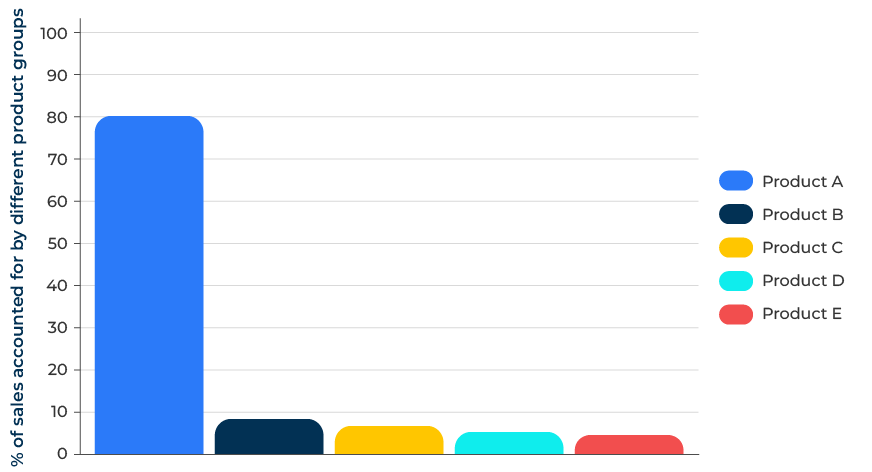 % of sales accounted for by different product groups
100
90
80
70
60
50
40
30
20
10
0
Product A
Product B
Product C
Product D
Product E